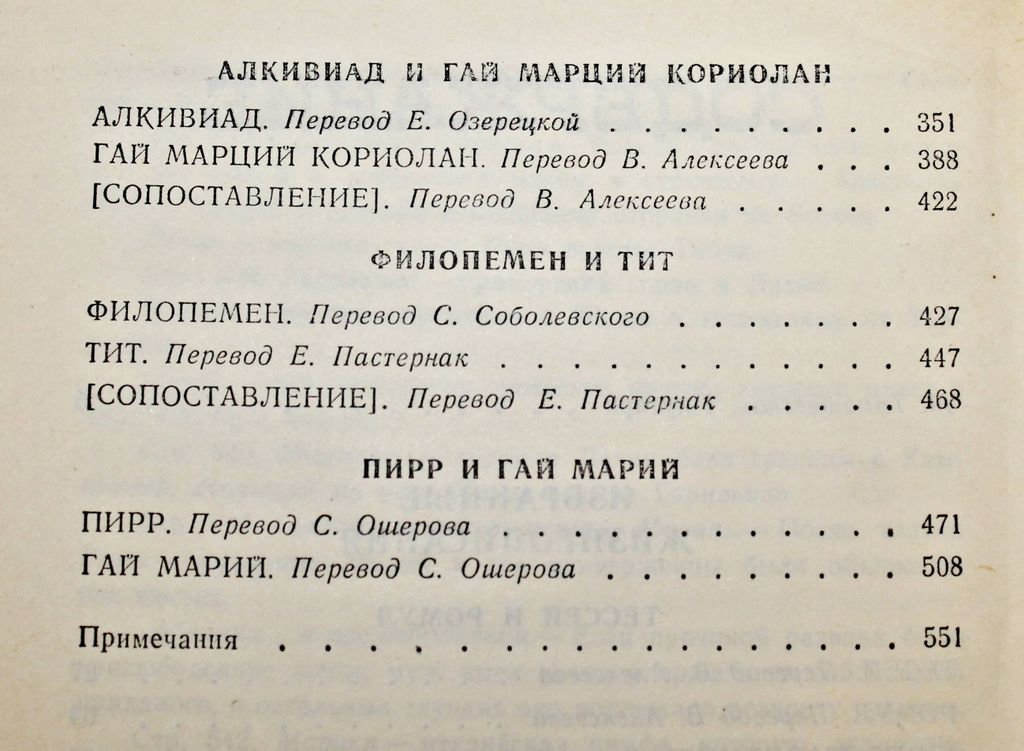 АЛКИВИАД И ГАЙ МАРЦИЙ КОРИОЛАН
АЛКИВИАД. Перевод Е. Озерецкой . . . . . . . . . 351
ГАЙ МАРЦИЙ КОРИОЛАН. Перевод В. Алексеева . . . 388
[СОПОСТАВЛЕНИЕ]. Перевод В. Алексеева . . . . . 422
ФИЛОПЕМЕН И ТИТ
ФИЛОПЕМЕН. Перевод С. Соболевского . . . . . . . 427
ТИТ. Перевод Е. Пастернак . . . . . . . . . . . . 447
[СОПОСТАВЛЕНИЕ]. Перевод Е. Пастернак . . . . . 468
ПИРР И ГАЙ МАРИЙ
ПИРР. Перевод С. Ошерова . . . . . . . . . . . 471
ГАЙ МАРИЙ. Перевод С. Ошерова . . . . . . . . . 508
Примечания . . . . . . . . . . . . . . . . 551